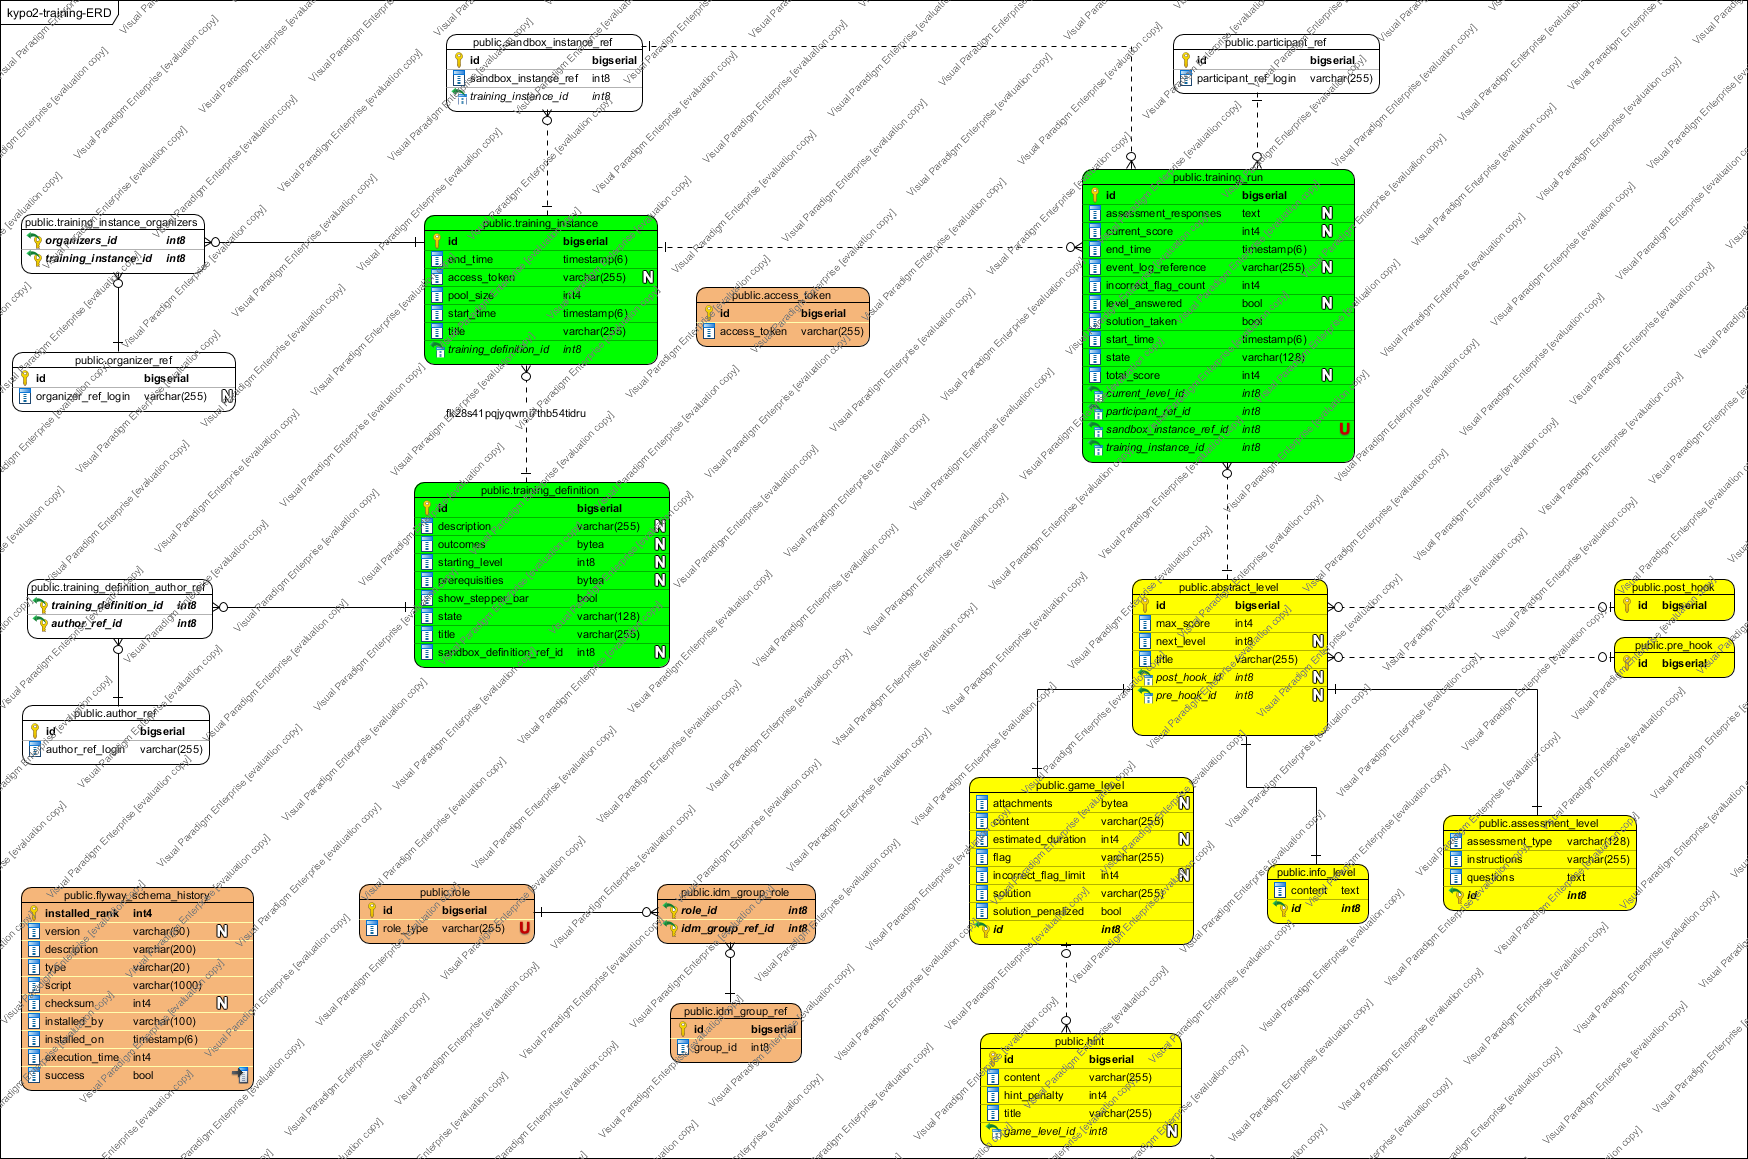 kypo2-training-ERD
public.sandbox_instance_ref
id bigserial
sandbox_instance_ref int8
training_instance_id int8
public.participant_ref
id bigserial
participant_ref_login varchar(255)
public.training_run
id bigserial
assessment_responses text N
current_score int4 N
end_time timestamp(6)
event_log_reference varchar(255) N
incorrect_flag_count int4
level_answered bool N
solution_taken bool
start_time timestamp(6)
state varchar(128)
total_score int4 N
current_level_id int8
participant_ref_id int8
sandbox_instance_ref_id int8 U
training_instance_id int8
public.training_instance_organizers
organizers_id int8
training_instance_id int8
public.training_instance
id bigserial
end_time timestamp(6)
access_token varchar(255) N
pool_size int4
start_time timestamp(6)
title varchar(255)
training_definition_id int8
public.access_token
id bigserial
access_token varchar(255)
public.organizer_ref
id bigserial
organizer_ref_login varchar(255) N
fk28s41pqjyqwmi7thb54tidru
public.training_definition
id bigserial
description varchar(255) N
outcomes bytea N
starting_level int8 N
prerequisities bytea N
show_stepper_bar bool
state varchar(128)
title varchar(255)
sandbox_definition_ref_id int8 N
public.training_definition_author_ref
training_definition_id int8
author_ref_id int8
public.author_ref
id bigserial
author_ref_login varchar(255)
public.abstract_level
id bigserial
max_score int4
next_level int8 N
title varchar(255)
post_hook_id int8 N
pre_hook_id int8 N
public.post_hook
id bigserial
public.pre_hook
id bigserial
public.game_level
attachments bytea N
content varchar(255)
estimated_duration int4 N
flag varchar(255)
incorrect_flag_limit int4 N
solution varchar(255)
solution_penalized bool
id int8
public.assessment_level
assessment_type varchar(128)
instructions varchar(255)
questions text
id int8
public.info_level
content text
id int8
public.flyway_schema_history
installed_rank int4
version varchar(50) N
description varchar(200)
type varchar(20)
script varchar(1000)
checksum int4 N
installed_by varchar(100)
installed_on timestamp(6)
execution_time int4
success bool
public.role
id bigserial
role_type varchar(255) U
public.idm_group_role
role_id int8
idm_group_ref_id int8
public.idm_group_ref
id bigserial
group_id int8
public.hint
id bigserial
content varchar(255)
hint_penalty int4
title varchar(255)
game_level_id int8 N
Visual Paradigm Enterprise [evaluation copy]